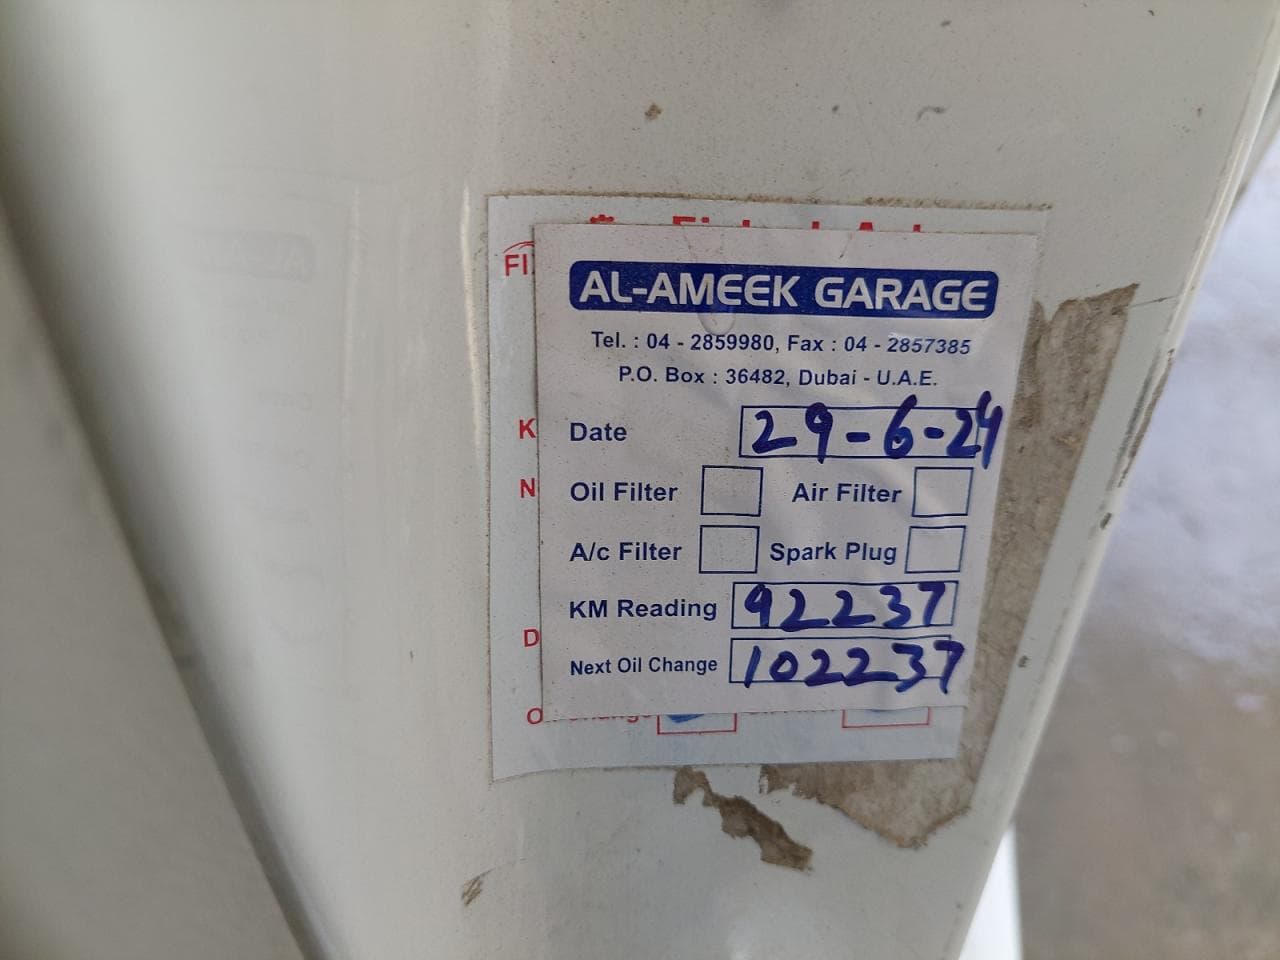 FI
AL-AMEEK GARAGE
Tel. : 04 - 2859980, Fax : 04 - 2857385
P.O. Box : 36482, Dubai - U.A.E.
K
Date 29-6-24
N
Oil Filter Air Filter
A/c Filter Spark Plug
KM Reading 92237
D
Next Oil Change 102237
O